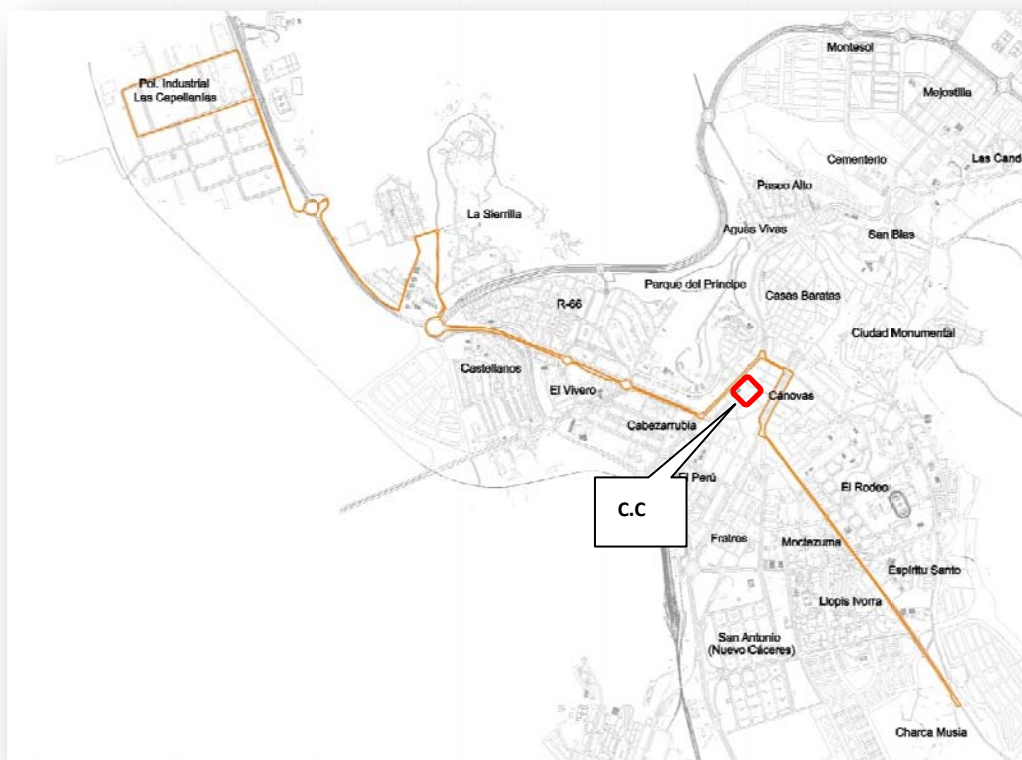 Montesol
Pol. Industrial
Las Capellanías
Mejostilla
Cementerio
Las Cand
Paseo Alto
La Sierrilla
Aguas Vivas
San Blas
Parque del Príncipe
Casas Baratas
R-66
Ciudad Monumental
Castellanos
El Vivero
Cánovas
Cabezarrubia
El Perú
El Rodeo
C.C
Fratres
Moctezuma
Espíritu Santo
Llopis Ivorra
San Antonio
(Nuevo Cáceres)
Charca Musia